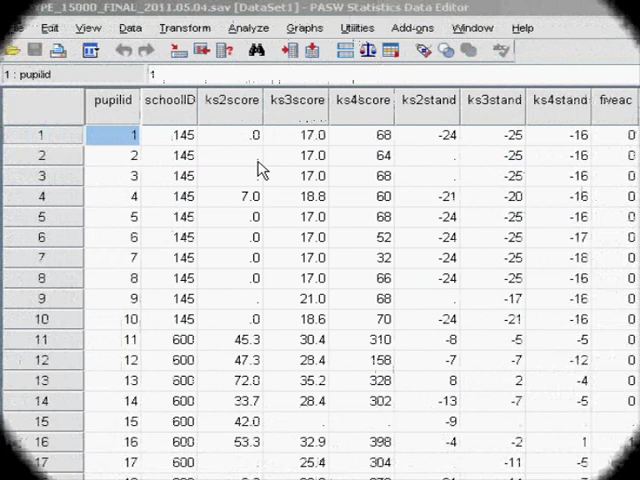 PE_15000_FINAL_2011.05.04.sav [DataSet1] - PASW Statistics Data Editor
Edit View Data Transform Analyze Graphs Utilities Add-ons Window Help
1 : pupilid 1
pupilid schoolID ks2score ks3score ks4score ks2stand ks3stand ks4stand fiveac
1 1 145 .0 17.0 68 -24 -25 -16 0
2 2 145 17.0 64 . -25 -16 0
3 3 145 . 17.0 68 . -25 -16 0
4 4 145 7.0 18.8 60 -21 -20 -16 0
5 5 145 .0 17.0 68 -24 -25 -16 0
6 6 145 .0 17.0 52 -24 -25 -17 0
7 7 145 .0 17.0 32 -24 -25 -18 0
8 8 145 .0 17.0 66 -24 -25 -16 0
9 9 145 . 21.0 68 . -17 -16 0
10 10 145 .0 18.6 70 -24 -21 -16 0
11 11 600 45.3 30.4 310 -8 -5 -5 0
12 12 600 47.3 28.4 158 -7 -7 -12 0
13 13 600 72.0 35.2 328 8 2 -4 0
14 14 600 33.7 28.4 302 -13 -7 -5 0
15 15 600 42.0 . . -9 . .
16 16 600 53.3 32.9 398 -4 -2 1
17 17 600 . 25.4 304 . -11 -5